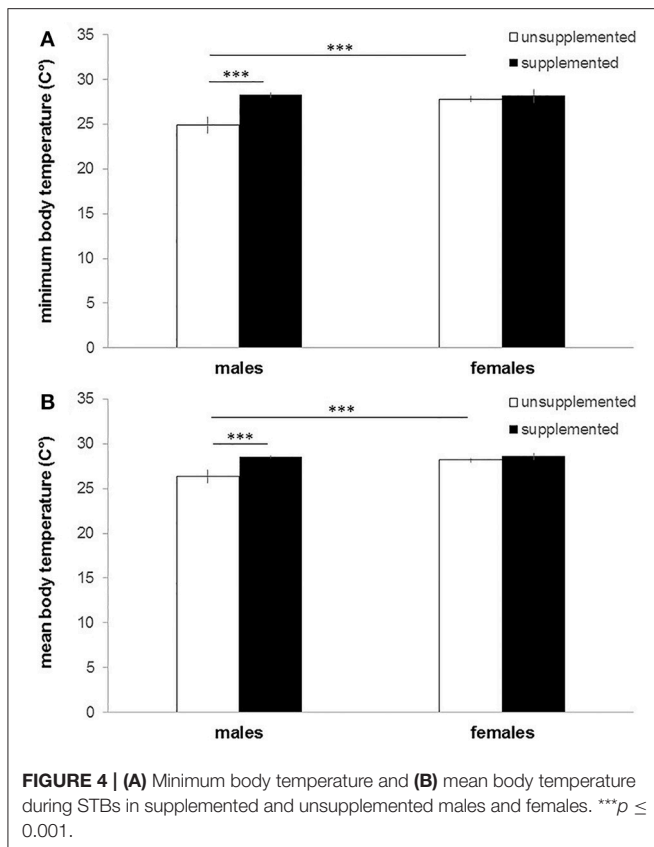 A
35
30
25
20
15
10
5
0
minimum body temperature (C°)
***
***
unsupplemented
supplemented
males
females
B
35
30
25
20
15
10
5
0
mean body temperature (C°)
***
***
unsupplemented
supplemented
males
females
FIGURE 4 | (A) Minimum body temperature and (B) mean body temperature
during STBs in supplemented and unsupplemented males and females. ***p ≤
0.001.